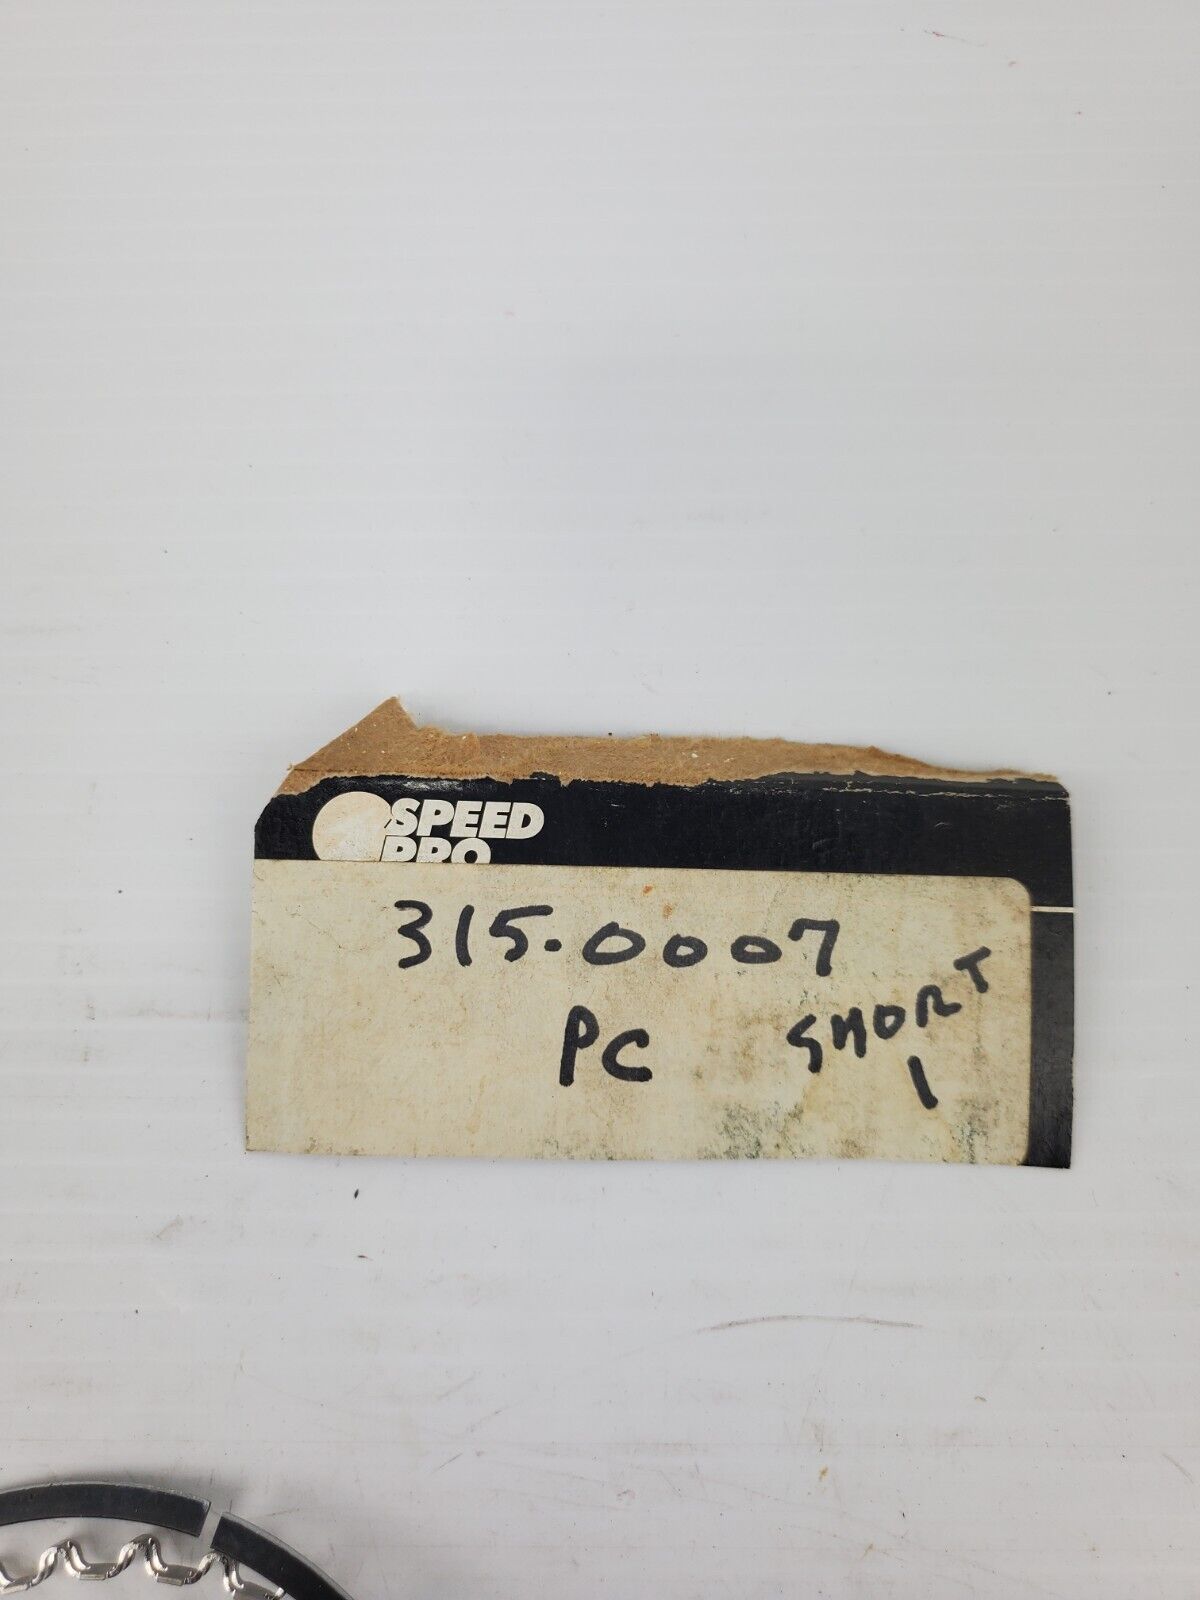 SPEED
PRO
315.0007
PC
SHORT
1